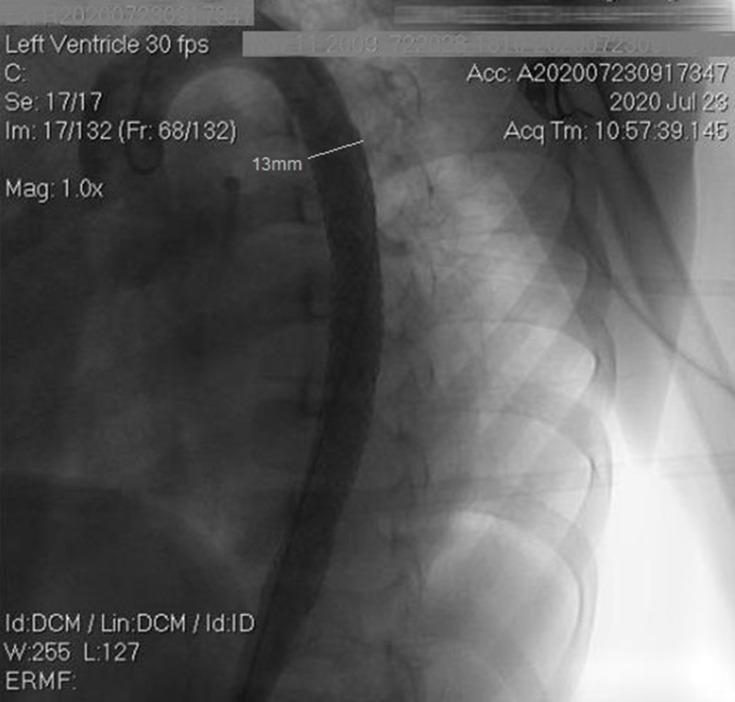 Left Ventricle 30 fps
C:
Se: 17/17
Im: 17/132 (Fr: 68/132)
Mag: 1.0x
Acc: A202007230917347
2020 Jul 23
Acq Tm: 10:57:39.145
13mm
Id:DCM / Lin:DCM / Id:ID
W:255 L:127
ERMF: